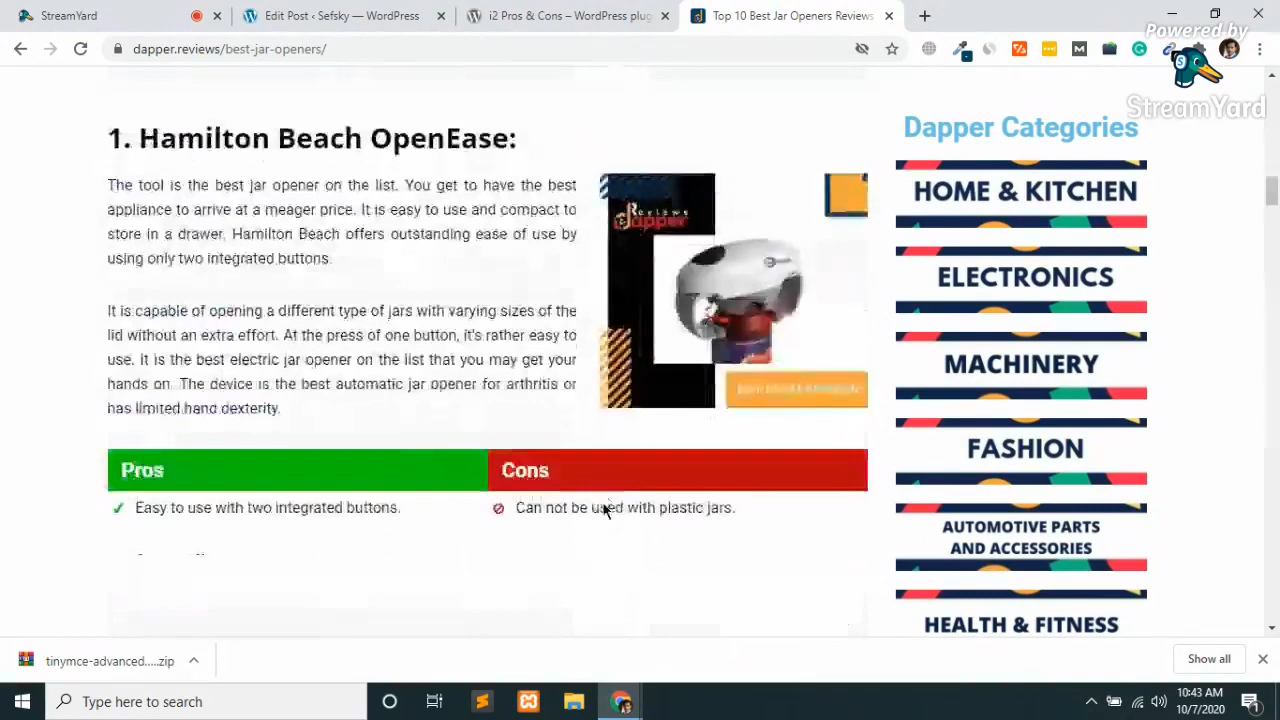 StreamYard
Edit Post ‹ Sefsky — WordPress
i2 Pros & Cons – WordPress plug
Top 10 Best Jar Openers Reviews
dapper.reviews/best-jar-openers/
Powered by
StreamYard
1. Hamilton Beach OpenEase:
The tool is the best jar opener on the list. You get to have the best
appliance to arrive at a meager price. It is easy to use and compact to
store in a drawer. Hamilton Beach offers outstanding ease of use by
using only two integrated buttons.
It is capable of opening a different type of jars with varying sizes of the
lid without an extra effort. At the press of one button, it's rather easy to
use. It is the best electric jar opener on the list that you may get your
hands on. The device is the best automatic jar opener for arthritis or
has limited hand dexterity.
Reviews
dapper
Pros
Cons
Easy to use with two integrated buttons.
Can not be used with plastic jars.
Dapper Categories
HOME & KITCHEN
ELECTRONICS
MACHINERY
FASHION
AUTOMOTIVE PARTS
AND ACCESSORIES
HEALTH & FITNESS
tinymce-advanced.....zip
Show all
Type here to search
10:43 AM
10/7/2020